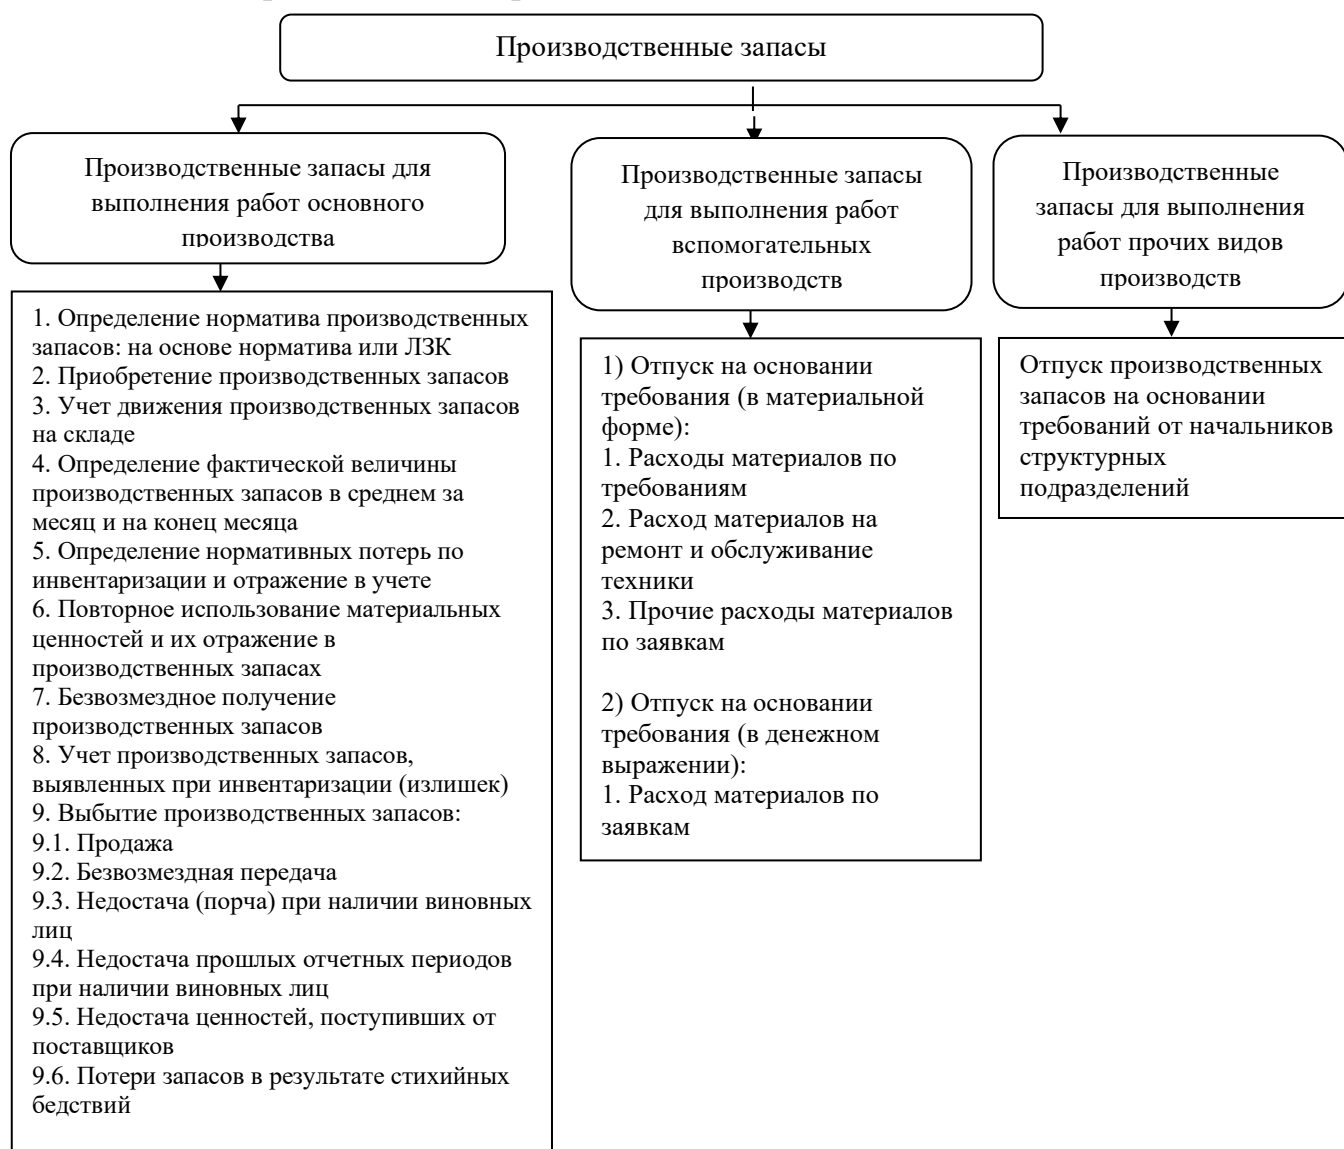 Производственные запасы
Производственные запасы для
выполнения работ основного
производства
Производственные запасы
для выполнения работ
вспомогательных
производств
Производственные
запасы для выполнения
работ прочих видов
производств
1. Определение норматива производственных
запасов: на основе норматива или ЛЗК
2. Приобретение производственных запасов
3. Учет движения производственных запасов
на складе
4. Определение фактической величины
производственных запасов в среднем за
месяц и на конец месяца
5. Определение нормативных потерь по
инвентаризации и отражение в учете
6. Повторное использование материальных
ценностей и их отражение в
производственных запасах
7. Безвозмездное получение
производственных запасов
8. Учет производственных запасов,
выявленных при инвентаризации (излишек)
9. Выбытие производственных запасов:
9.1. Продажа
9.2. Безвозмездная передача
9.3. Недостача (порча) при наличии виновных
лиц
9.4. Недостача прошлых отчетных периодов
при наличии виновных лиц
9.5. Недостача ценностей, поступивших от
поставщиков
9.6. Потери запасов в результате стихийных
бедствий
1) Отпуск на основании
требования (в материальной
форме):
1. Расходы материалов по
требованиям
2. Расход материалов на
ремонт и обслуживание
техники
3. Прочие расходы материалов
по заявкам
2) Отпуск на основании
требования (в денежном
выражении):
1. Расход материалов по
заявкам
Отпуск производственных
запасов на основании
требований от начальников
структурных
подразделений